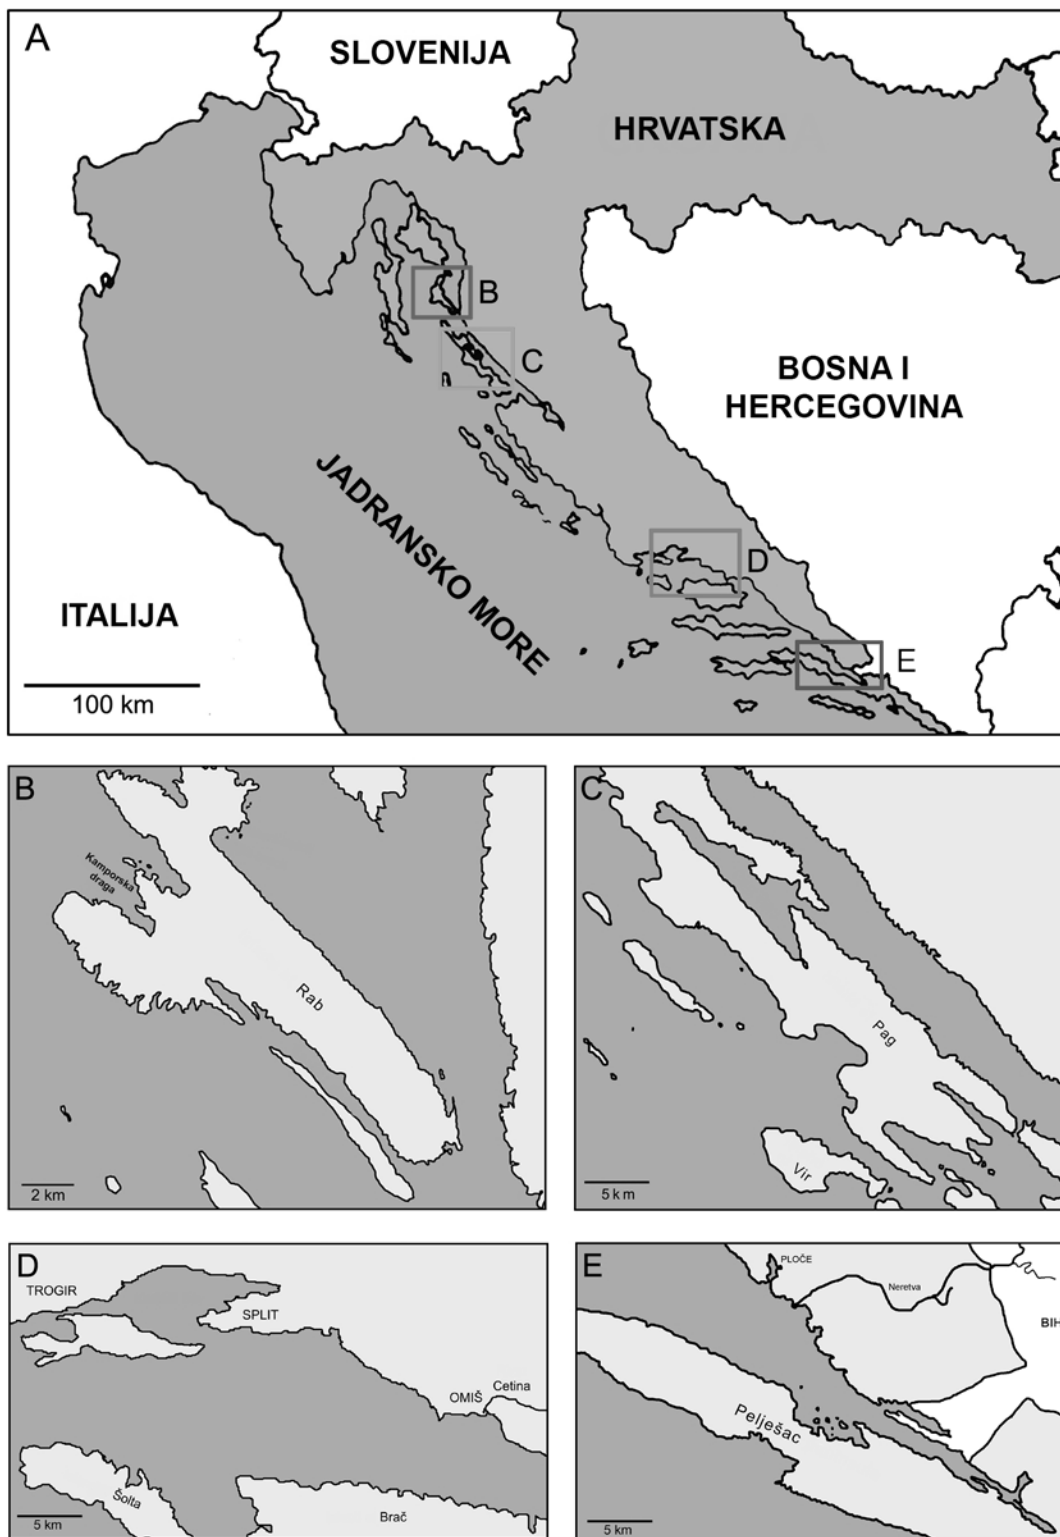 A
SLOVENIJA
HRVATSKA
B
C
BOSNA I
HERCEGOVINA
JADRANSKO MORE
D
ITALIJA
E
100 km
B
Kamporska
draga
Rab
2 km
C
Pag
Vir
5 km
D
TROGIR
SPLIT
Cetina
OMIŠ
Šolta
Brač
5 km
E
PLOČE
Neretva
BIH
Pelješac
5 km